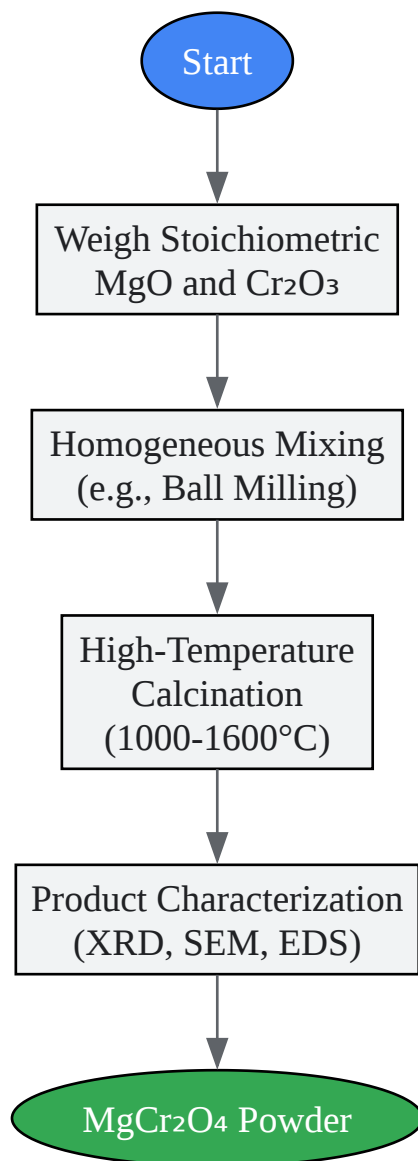 Start
Weigh Stoichiometric
MgO and Cr₂O₃
Homogeneous Mixing
(e.g., Ball Milling)
High-Temperature
Calcination
(1000-1600°C)
Product Characterization
(XRD, SEM, EDS)
MgCr₂O₄ Powder